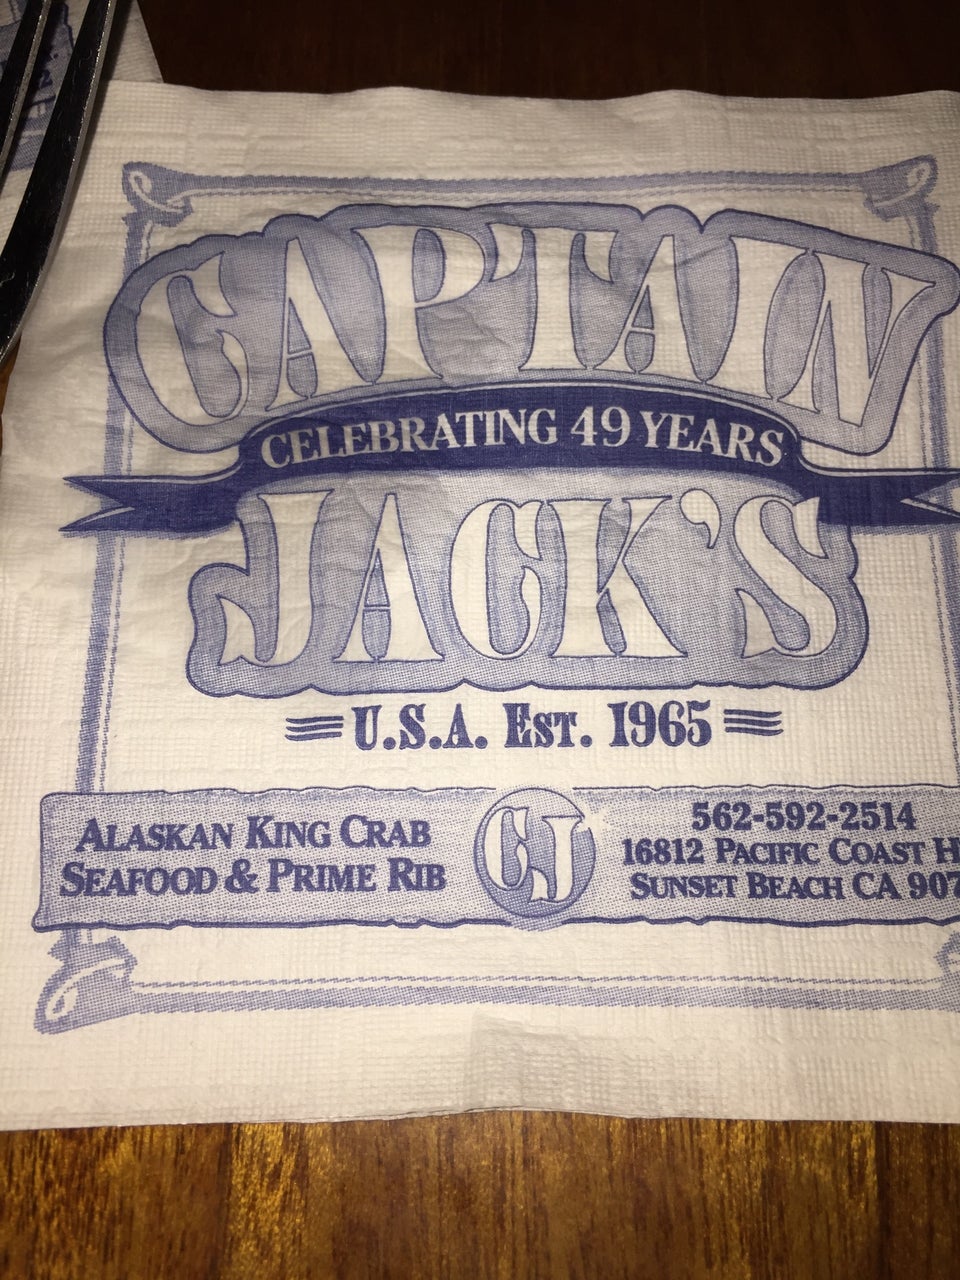 CAPTAIN
CELEBRATING 49 YEARS
JACK'S
U.S.A. EST. 1965
ALASKAN KING CRAB
SEAFOOD & PRIME RIB
CJ
562-592-2514
16812 PACIFIC COAST H
SUNSET BEACH CA 907